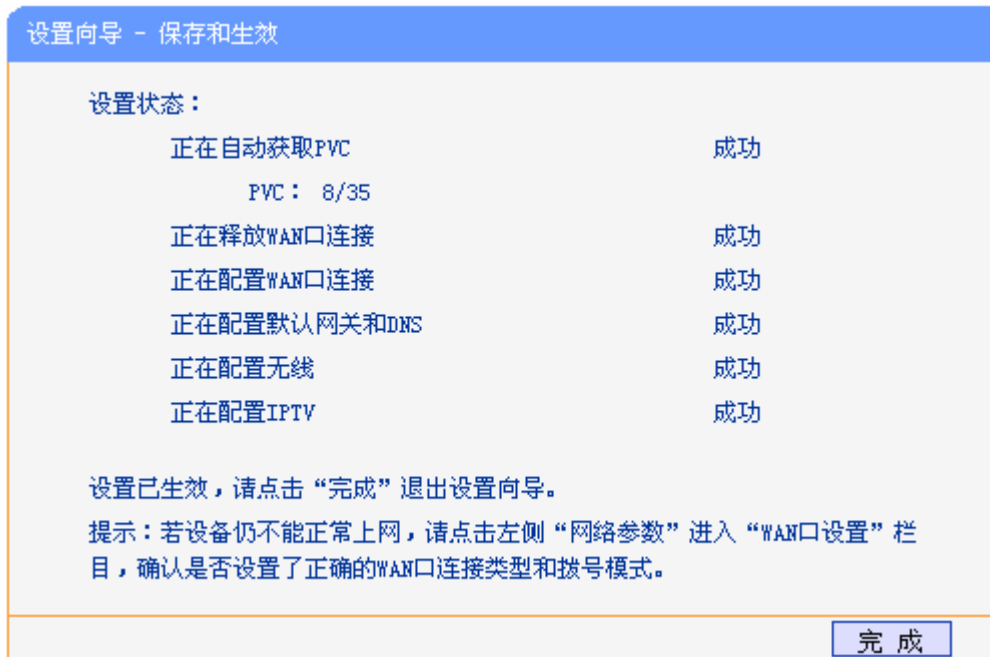 设置向导 - 保存和生效
设置状态：
正在自动获取PVC 成功
PVC： 8/35
正在释放WAN口连接 成功
正在配置WAN口连接 成功
正在配置默认网关和DNS 成功
正在配置无线 成功
正在配置IPTV 成功
设置已生效，请点击“完成”退出设置向导。
提示：若设备仍不能正常上网，请点击左侧“网络参数”进入“WAN口设置”栏
目，确认是否设置了正确的WAN口连接类型和拨号模式。
完 成